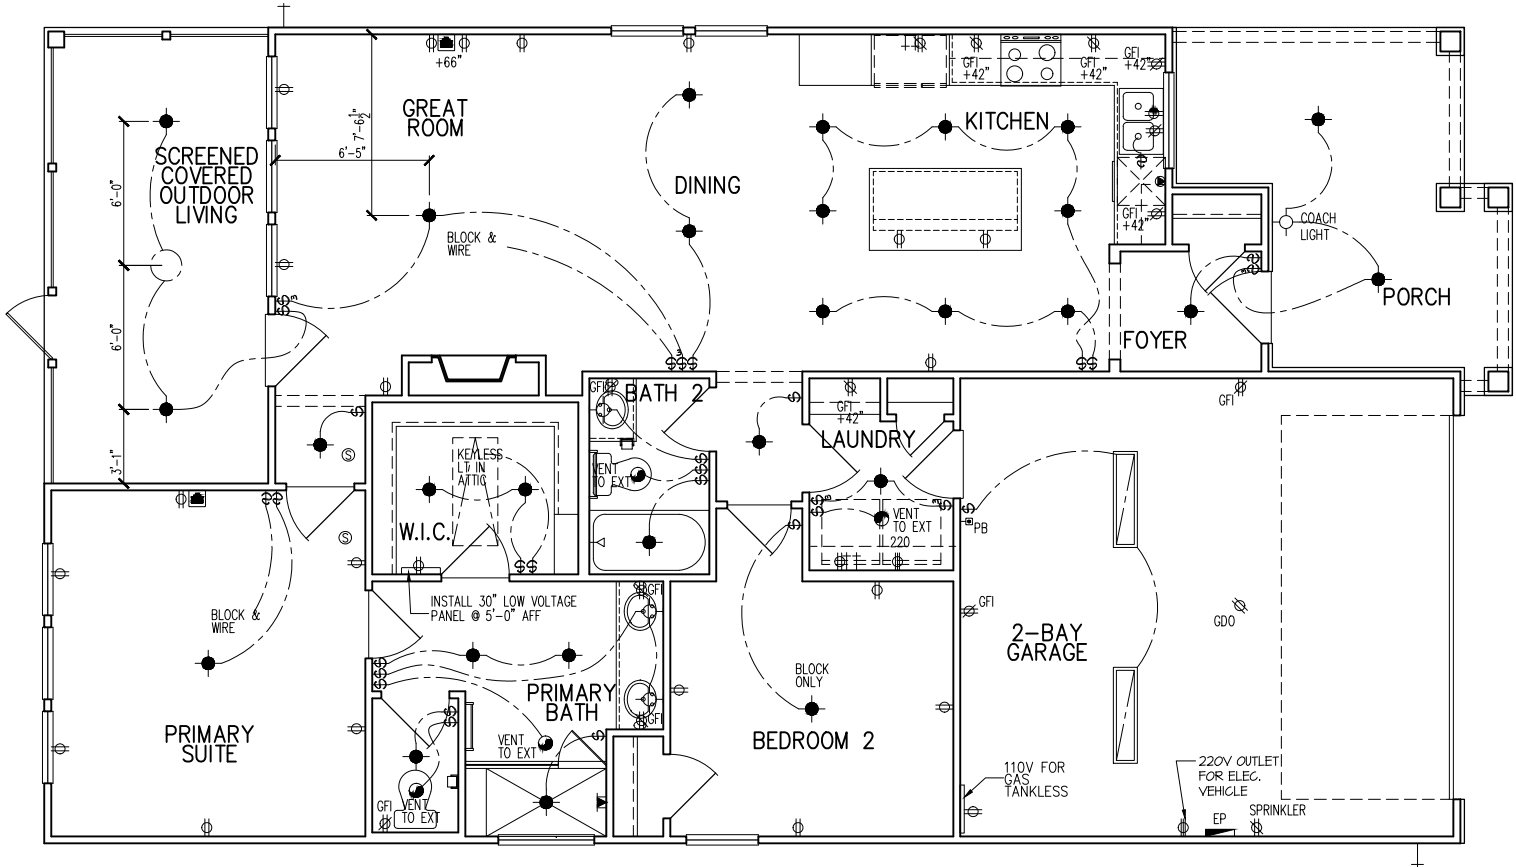 +66"
GFI
+42"
GFI
+42"
GFI
+42"
GREAT
ROOM
7'-6½"
6'-5"
KITCHEN
SCREENED
COVERED
OUTDOOR
LIVING
6'-0"
DINING
GFI
+42"
COACH
LIGHT
BLOCK &
WIRE
PORCH
3
3
3
6'-0"
FOYER
GFI
BATH 2
GFI
+42"
GFI
LAUNDRY
3'-1"
S
KEYLESS
LT IN
ATTIC
VENT
TO EXT
3
3
VENT
TO EXT
220
PB
W.I.C.
S
INSTALL 30" LOW VOLTAGE
PANEL @ 5'-0" AFF
GFI
GFI
GDO
BLOCK &
WIRE
2-BAY
GARAGE
BLOCK
ONLY
PRIMARY
BATH
GFI
PRIMARY
SUITE
VENT
TO EXT
BEDROOM 2
110V FOR
GAS
TANKLESS
220V OUTLET
FOR ELEC.
VEHICLE
GFI
VENT
TO EXT
EP
SPRINKLER